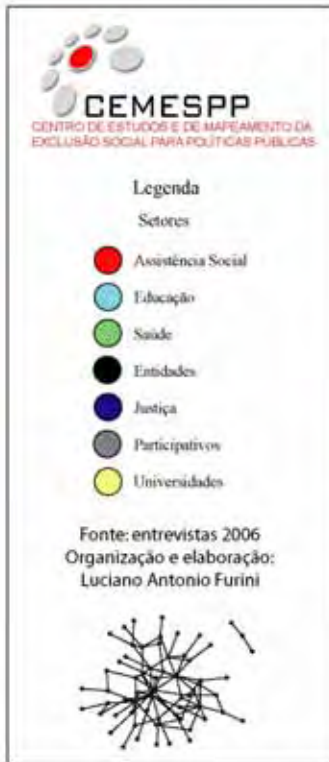 CEMESPP
CENTRO DE ESTUDOS E DE MAPEAMENTO DA
EXCLUSÃO SOCIAL PARA POLÍTICAS PÚBLICAS
Legenda
Setores
Assistência Social
Educação
Saúde
Entidades
Justiça
Participativos
Universidades
Fonte: entrevistas 2006
Organização e elaboração:
Luciano Antonio Furini